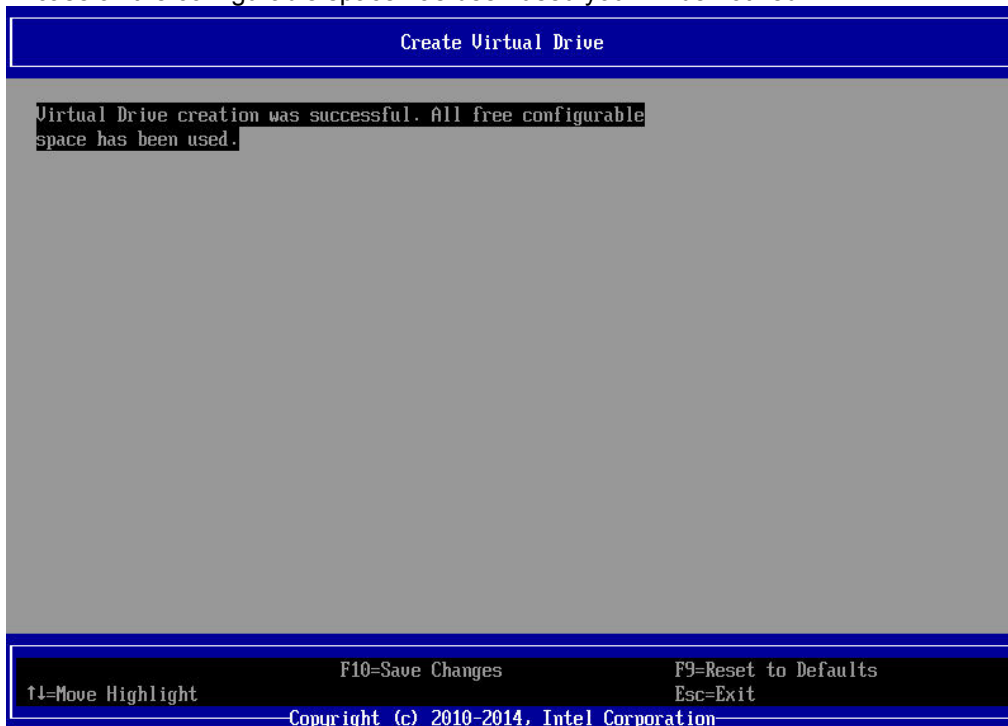 Create Virtual Drive
Virtual Drive creation was successful. All free configurable
space has been used.
F10=Save Changes F9=Reset to Defaults
↑↓=Move Highlight Esc=Exit
Copyright (c) 2010-2014, Intel Corporation